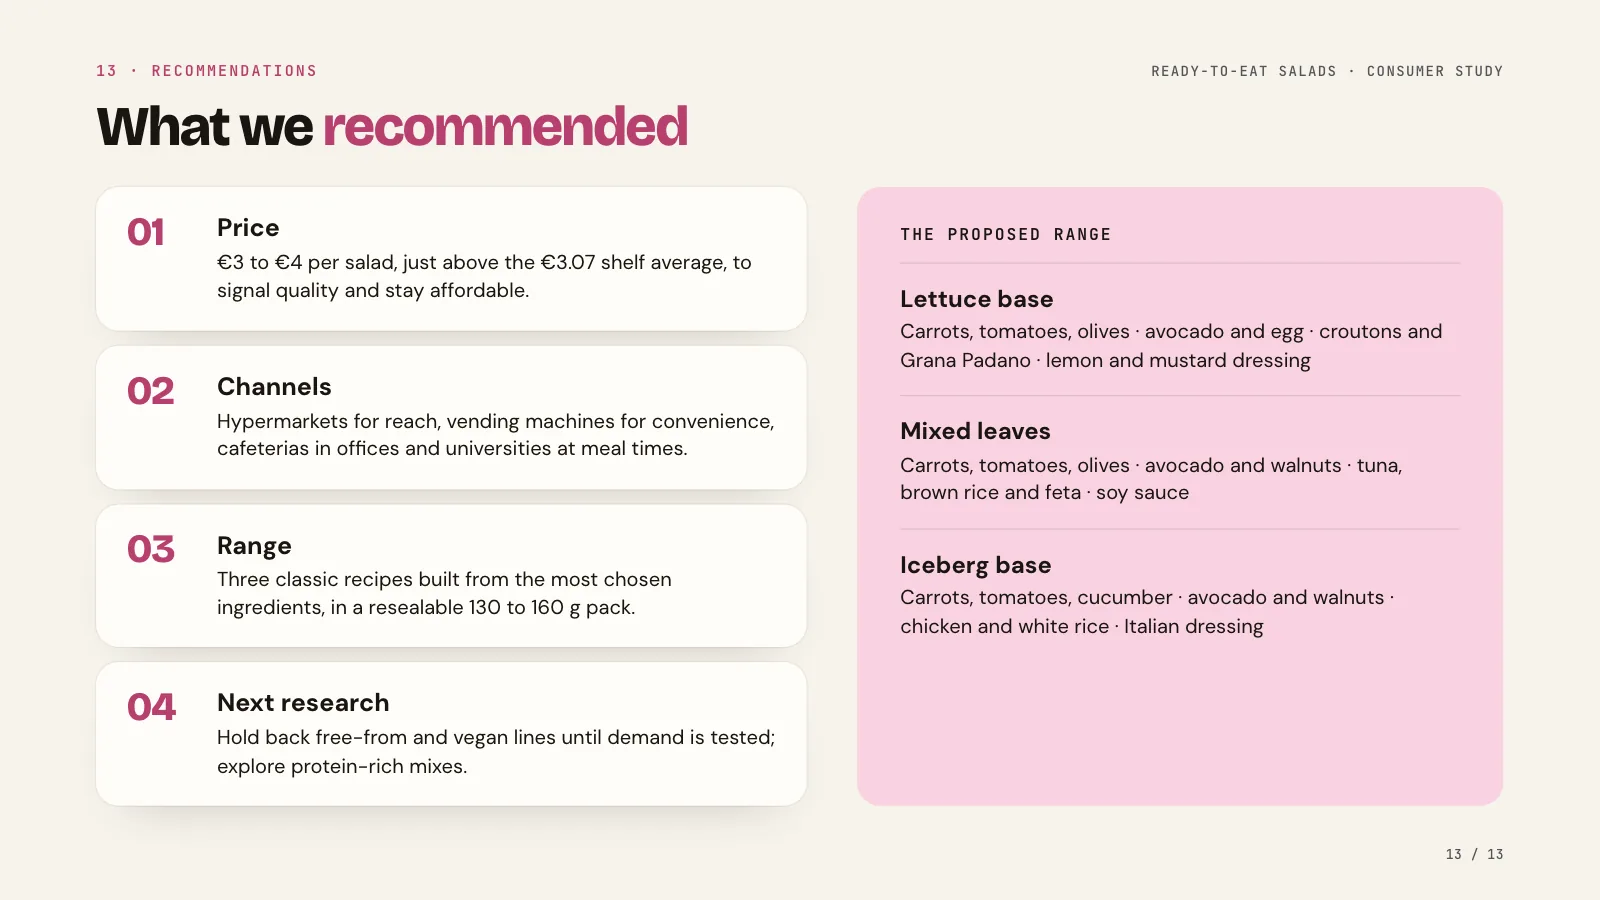 13 · RECOMMENDATIONS
READY-TO-EAT SALADS · CONSUMER STUDY
What we recommended
01
Price
€3 to €4 per salad, just above the €3.07 shelf average, to
signal quality and stay affordable.
02
Channels
Hypermarkets for reach, vending machines for convenience,
cafeterias in offices and universities at meal times.
03
Range
Three classic recipes built from the most chosen
ingredients, in a resealable 130 to 160 g pack.
04
Next research
Hold back free-from and vegan lines until demand is tested;
explore protein-rich mixes.
THE PROPOSED RANGE
Lettuce base
Carrots, tomatoes, olives · avocado and egg · croutons and
Grana Padano · lemon and mustard dressing
Mixed leaves
Carrots, tomatoes, olives · avocado and walnuts · tuna,
brown rice and feta · soy sauce
Iceberg base
Carrots, tomatoes, cucumber · avocado and walnuts ·
chicken and white rice · Italian dressing
13 / 13